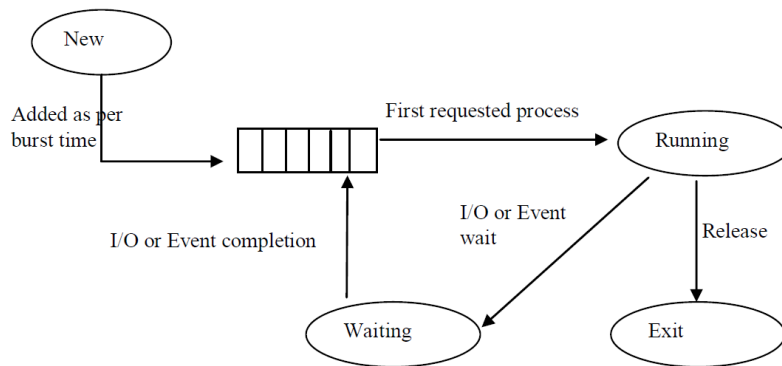 New
Added as per
burst time
First requested process
Running
I/O or Event completion
I/O or Event
wait
Release
Waiting
Exit